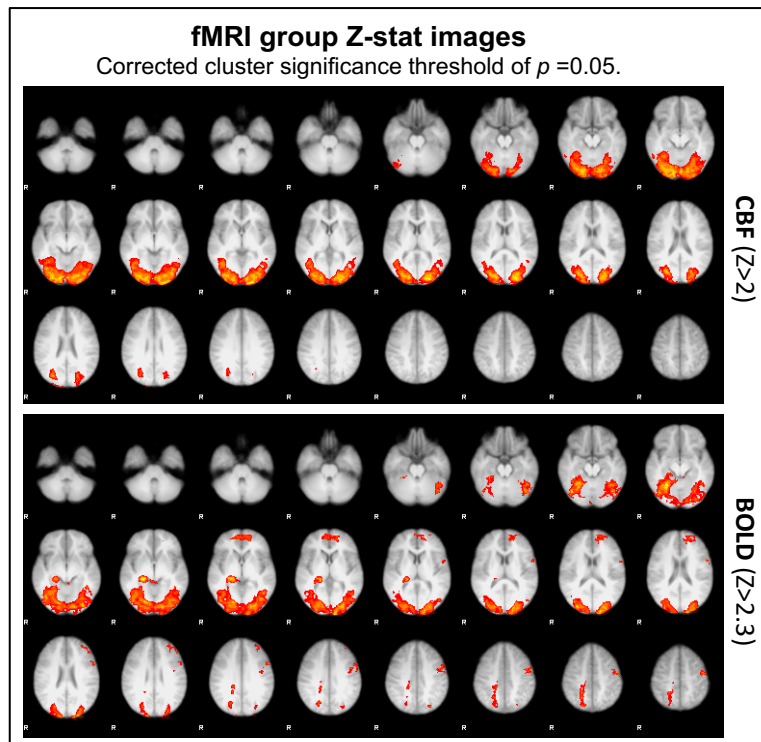 fMRI group Z-stat images
Corrected cluster significance threshold of p =0.05.
R R R R R R R R
R R R R R R R R
R R R R R R R R
CBF (Z>2)
R R R R R R R R
R R R R R R R R
R R R R R R R R
BOLD (Z>2.3)